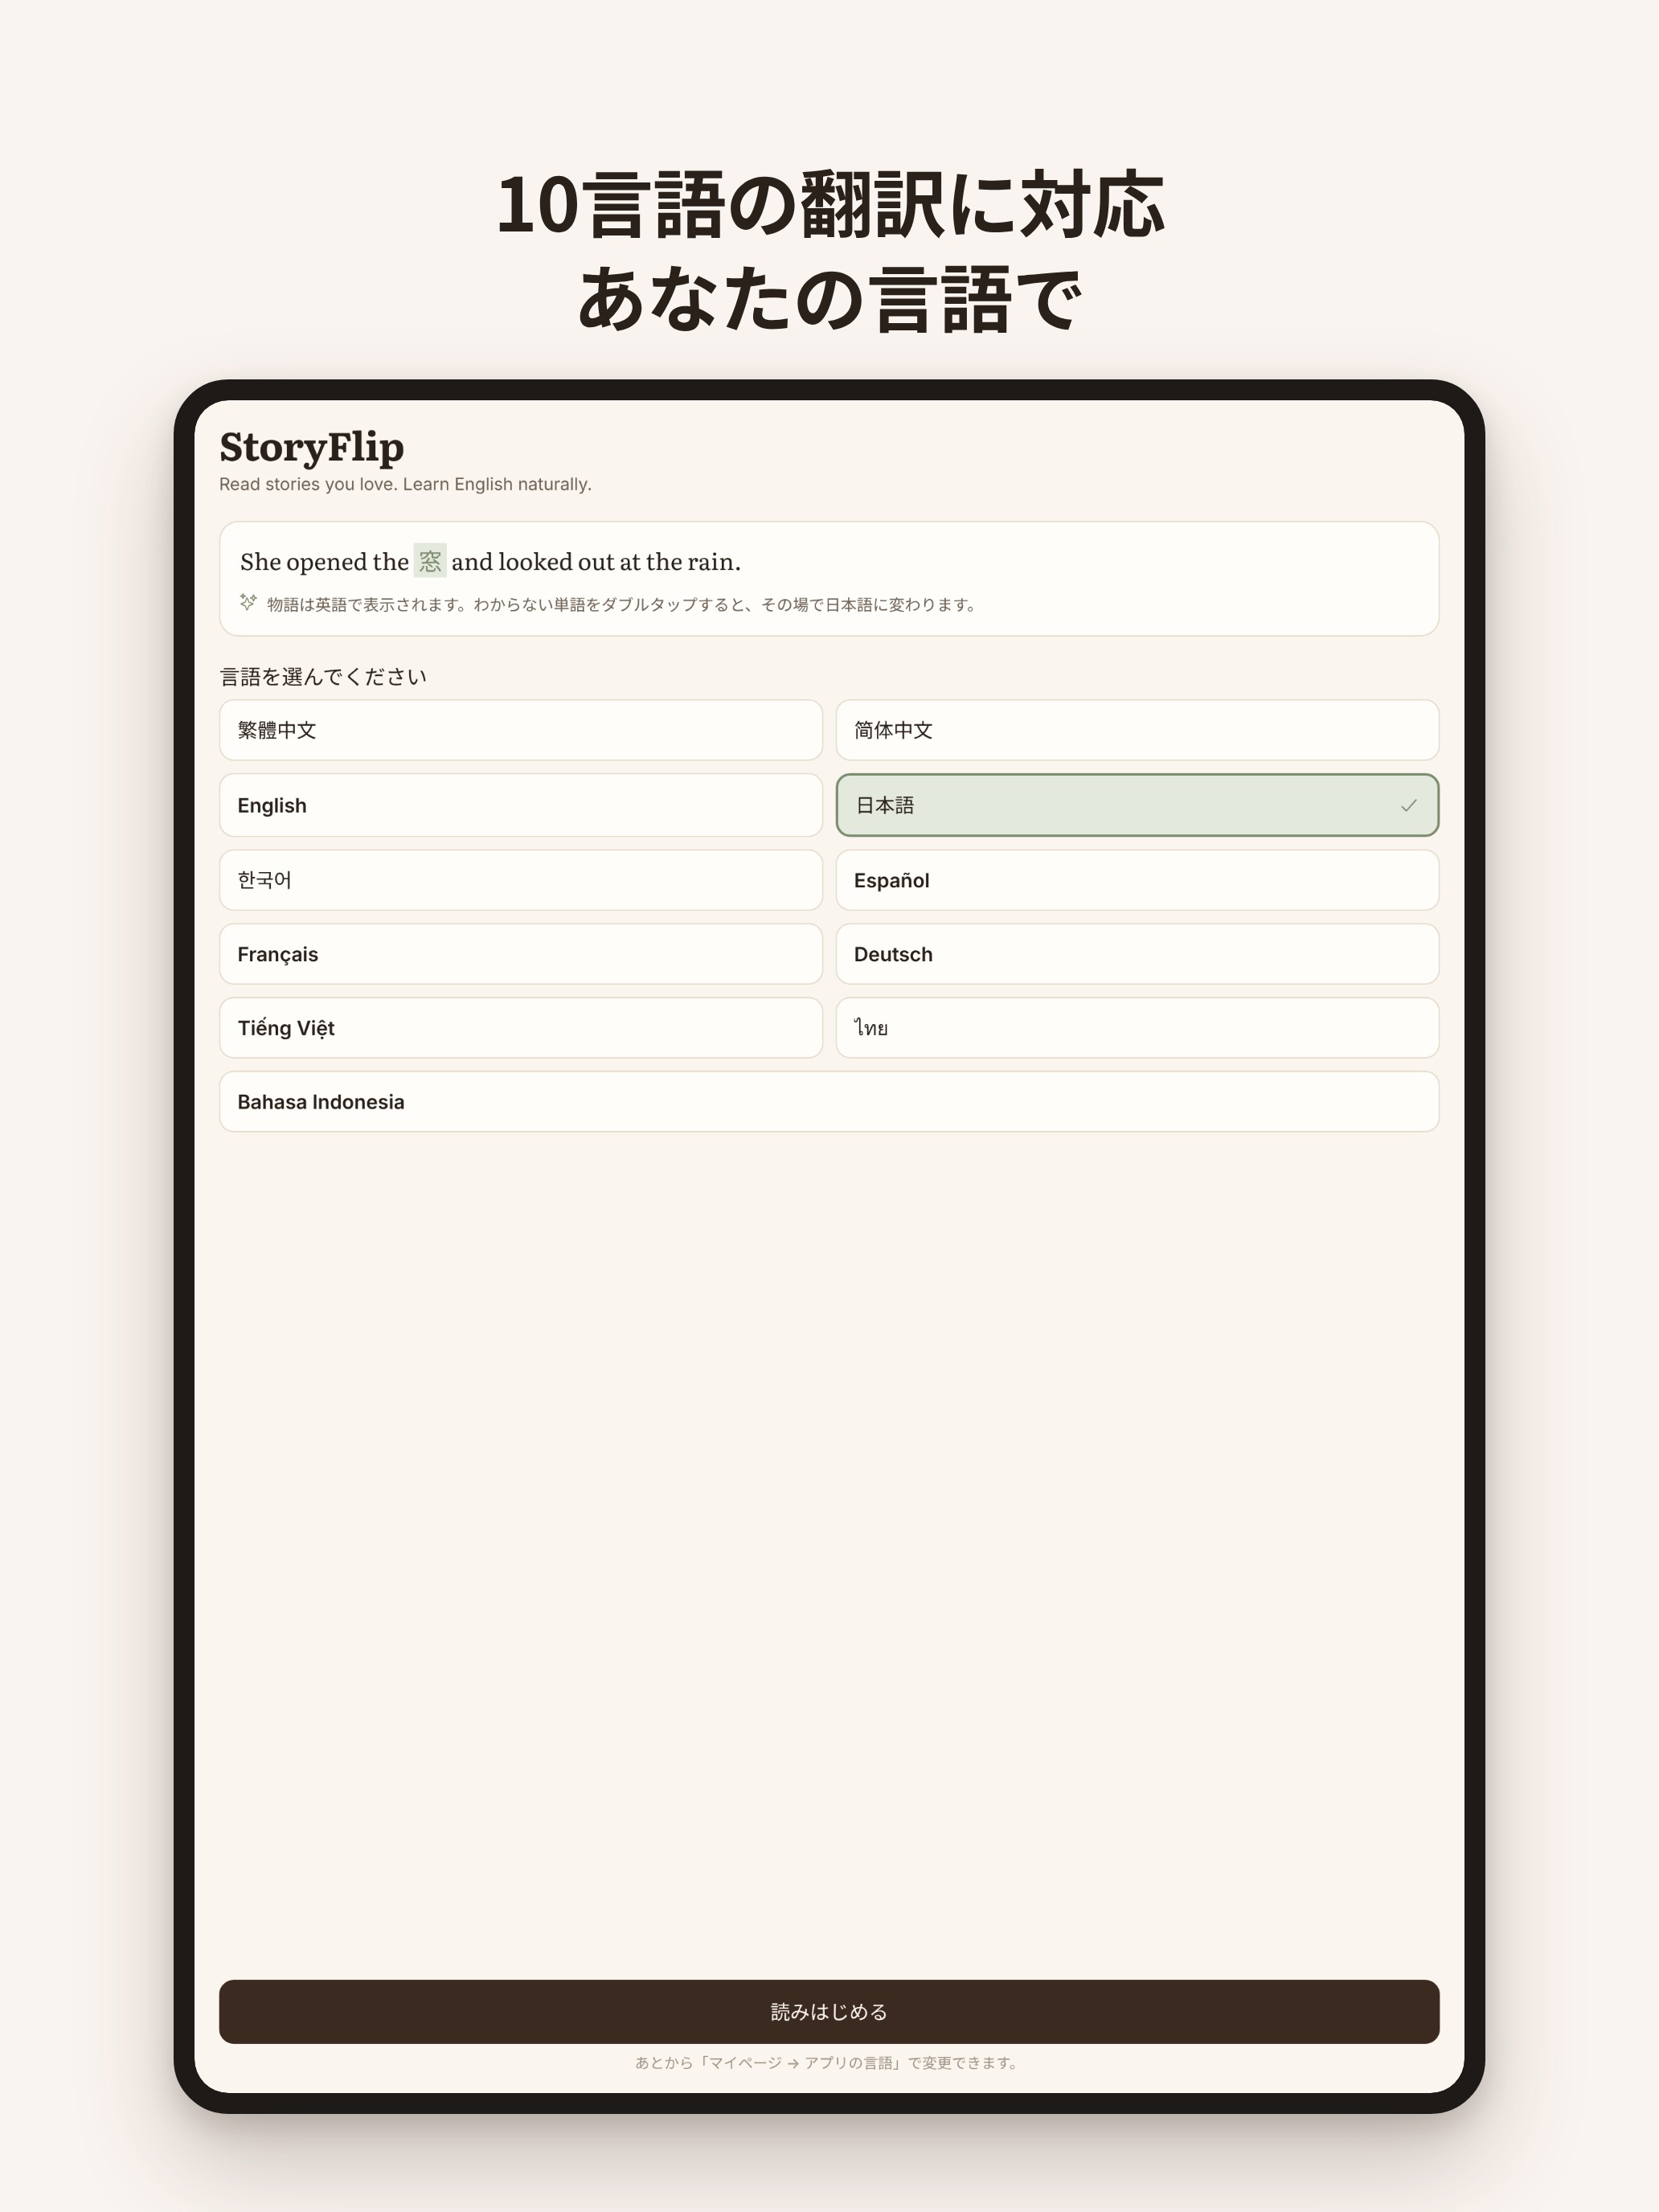 10言語の翻訳に対応
あなたの言語で
StoryFlip
Read stories you love. Learn English naturally.
She opened the 窓 and looked out at the rain.
物語は英語で表示されます。わからない単語をダブルタップすると、その場で日本語に変わります。
言語を選んでください
繁體中文
简体中文
English
日本語
한국어
Español
Français
Deutsch
Tiếng Việt
ไทย
Bahasa Indonesia
読みはじめる
あとから「マイページ → アプリの言語」で変更できます。